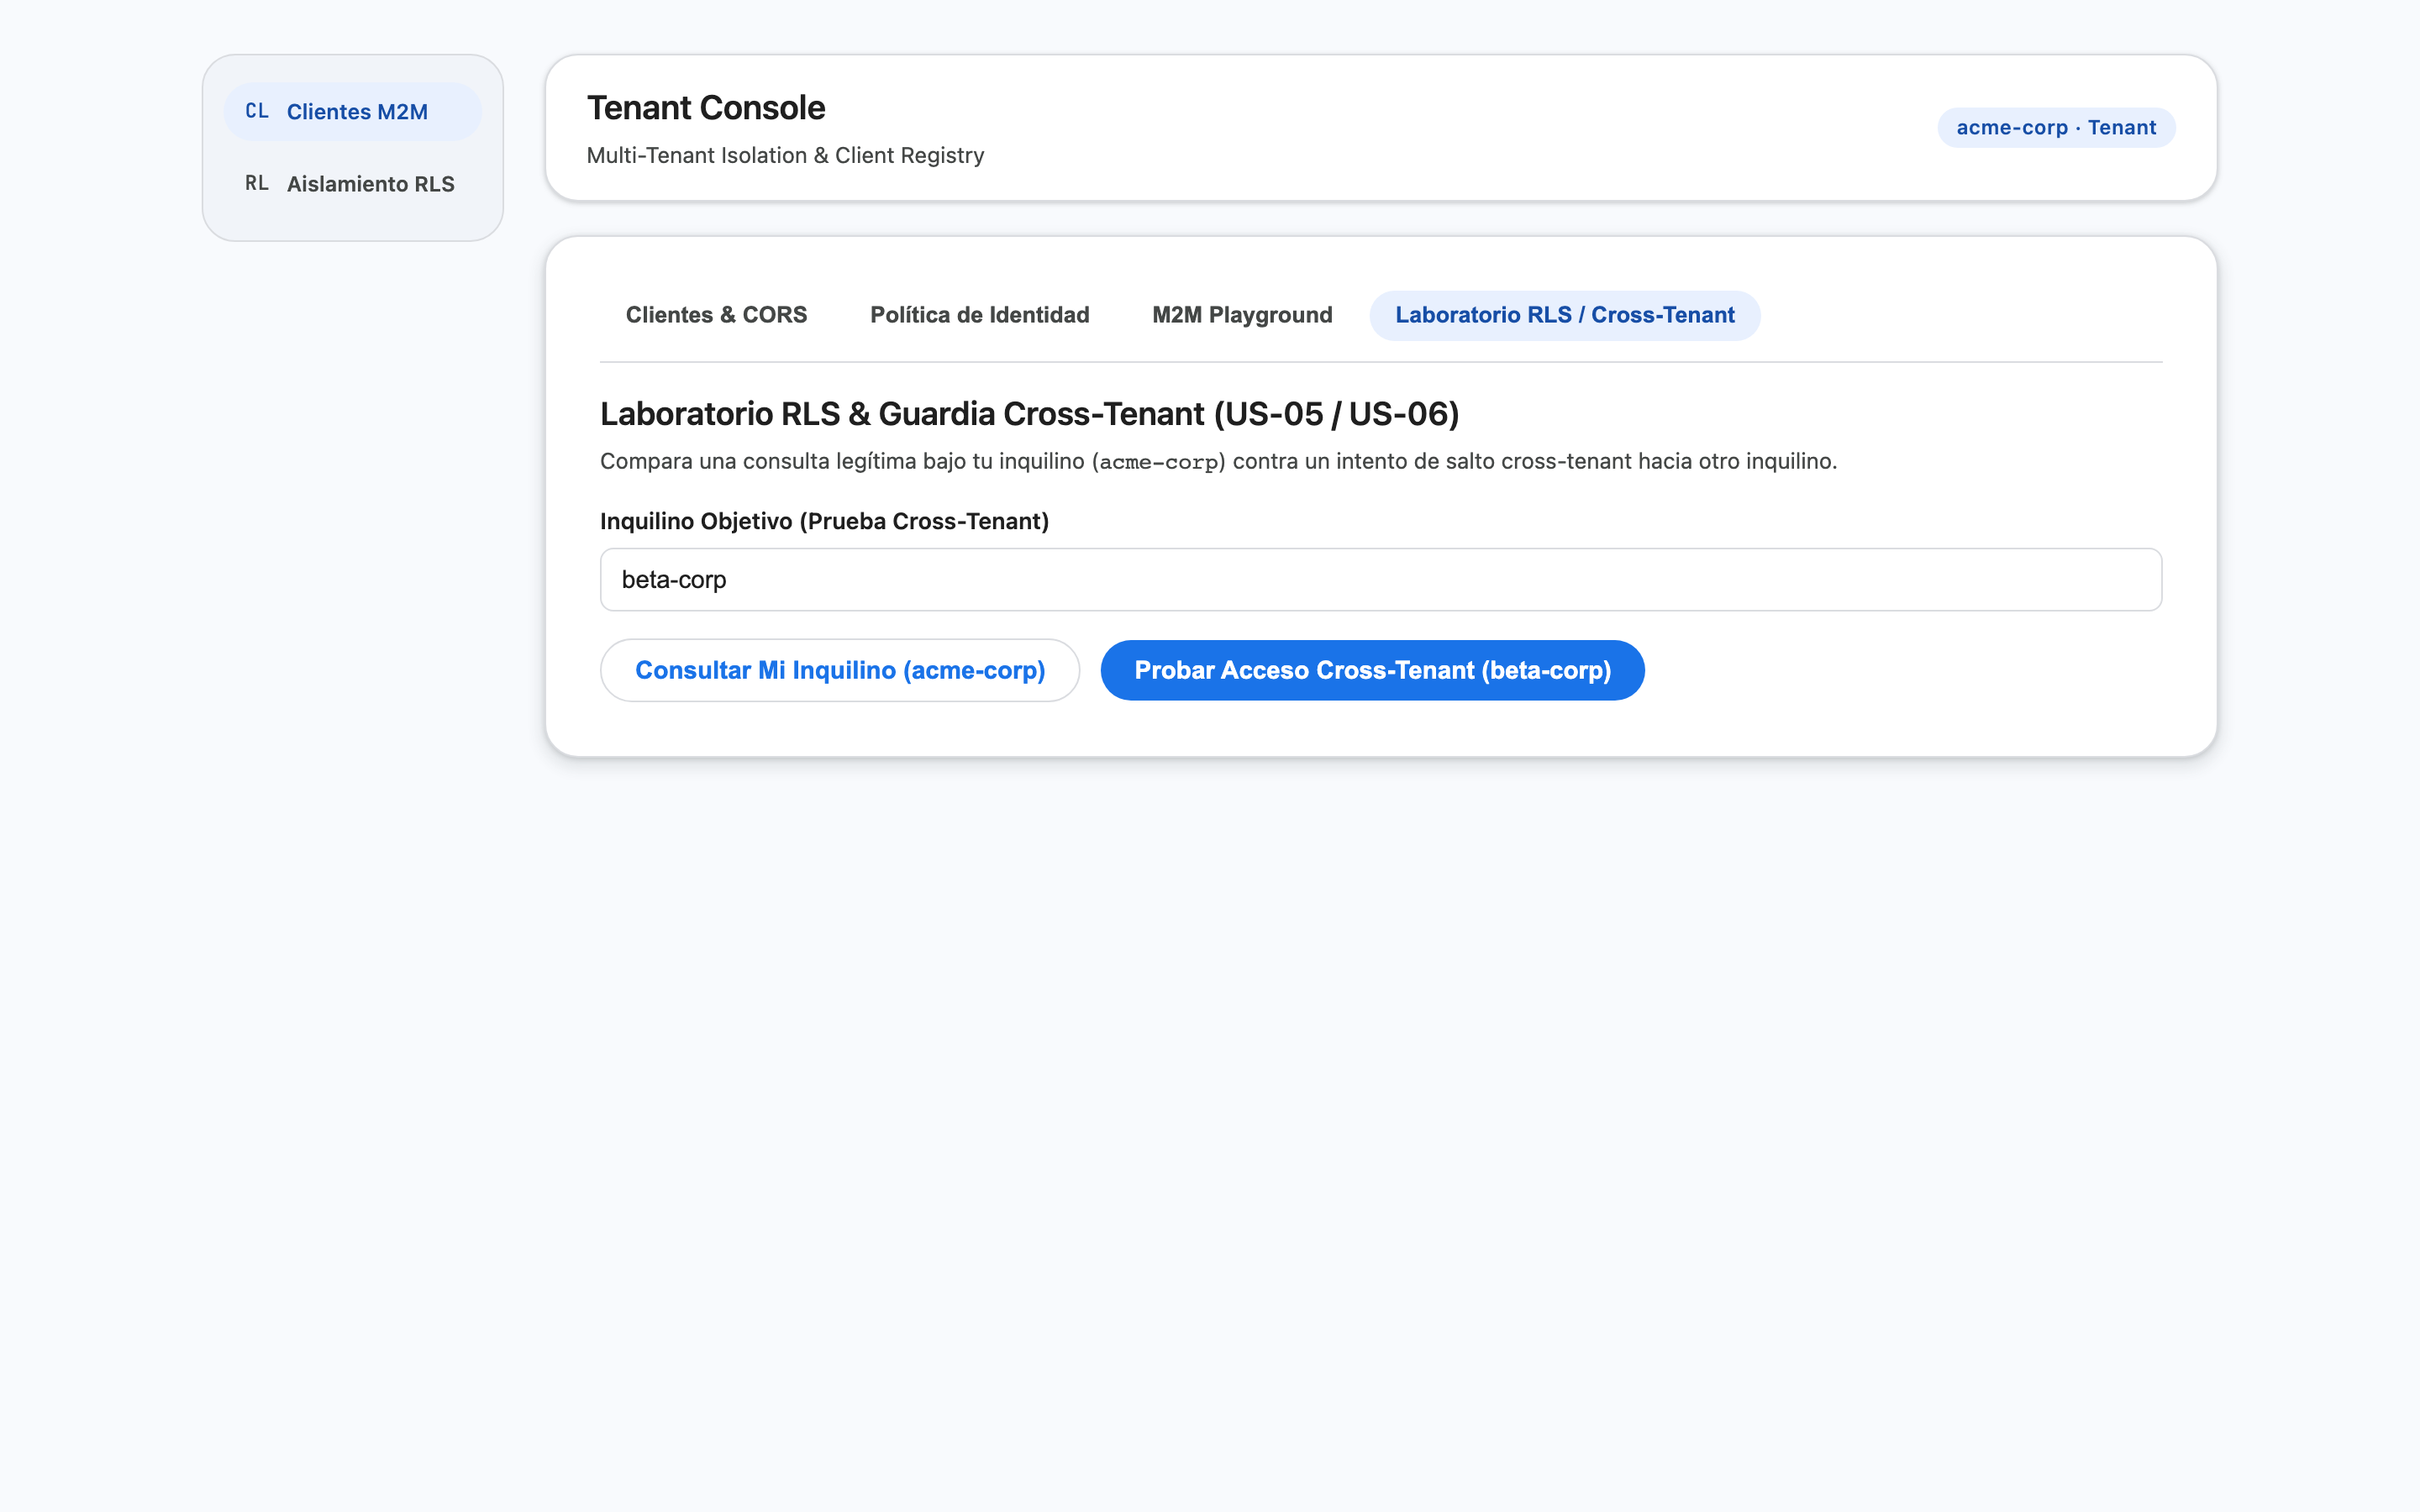 CL Clientes M2M
RL Aislamiento RLS
Tenant Console
Multi-Tenant Isolation & Client Registry
acme-corp · Tenant
Clientes & CORS Política de Identidad M2M Playground Laboratorio RLS / Cross-Tenant
Laboratorio RLS & Guardia Cross-Tenant (US-05 / US-06)
Compara una consulta legítima bajo tu inquilino (acme-corp) contra un intento de salto cross-tenant hacia otro inquilino.
Inquilino Objetivo (Prueba Cross-Tenant)
beta-corp
Consultar Mi Inquilino (acme-corp) Probar Acceso Cross-Tenant (beta-corp)